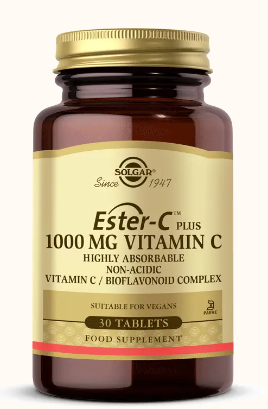 SOLGAR®
Since 1947
Ester-C™ PLUS
1000 MG VITAMIN C
HIGHLY ABSORBABLE
NON-ACIDIC
VITAMIN C / BIOFLAVONOID COMPLEX
SUITABLE FOR VEGANS
30 TABLETS
FOOD SUPPLEMENT
PARVE